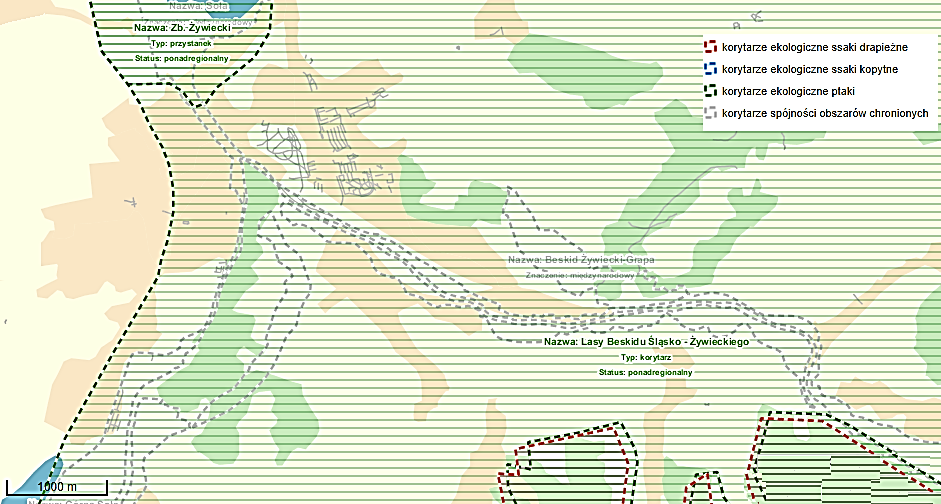 Nazwa: Soła
Nazwa: Zb. Żywiecki
Typ: przystanek
Status: ponadregionalny
korytarze ekologiczne ssaki drapieżne
korytarze ekologiczne ssaki kopytne
korytarze ekologiczne ptaki
korytarze spójności obszarów chronionych
Nazwa: Beskid Żywiecki-Grapa
Znaczenie: międzynarodowy
Nazwa: Lasy Beskidu Śląsko - Żywieckiego
Typ: korytarz
Status: ponadregionalny
1000 m